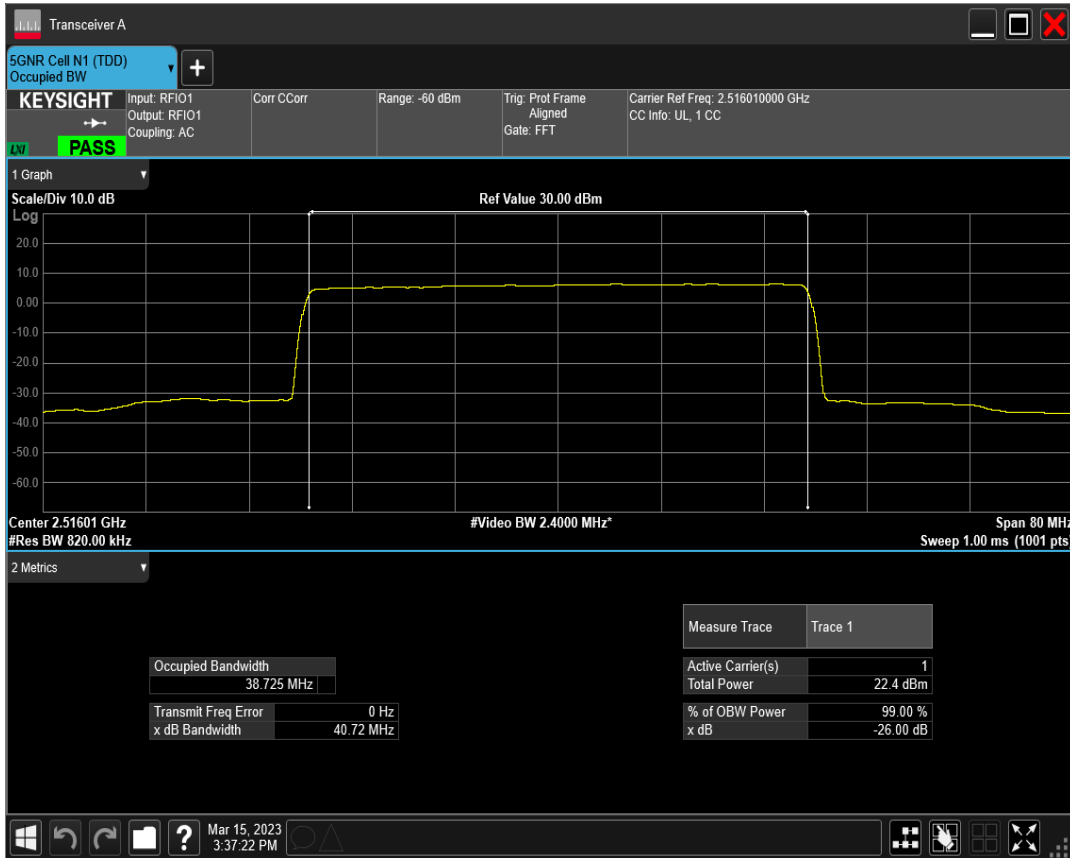 Transceiver A
5GNR Cell N1 (TDD)
Occupied BW
+
KEYSIGHT
LXI
PASS
Input: RFIO1
Output: RFIO1
Coupling: AC
Corr CCorr
Range: -60 dBm
Trig: Prot Frame
Aligned
Gate: FFT
Carrier Ref Freq: 2.516010000 GHz
CC Info: UL, 1 CC
1 Graph
Scale/Div 10.0 dB
Ref Value 30.00 dBm
Log
20.0
10.0
0.00
-10.0
-20.0
-30.0
-40.0
-50.0
-60.0
Center 2.51601 GHz
#Video BW 2.4000 MHz*
Span 80 MHz
#Res BW 820.00 kHz
Sweep 1.00 ms (1001 pts)
2 Metrics
Measure Trace Trace 1
Occupied Bandwidth
38.725 MHz
Active Carrier(s) 1
Total Power 22.4 dBm
Transmit Freq Error 0 Hz
x dB Bandwidth 40.72 MHz
% of OBW Power 99.00 %
x dB -26.00 dB
?
Mar 15, 2023
3:37:22 PM